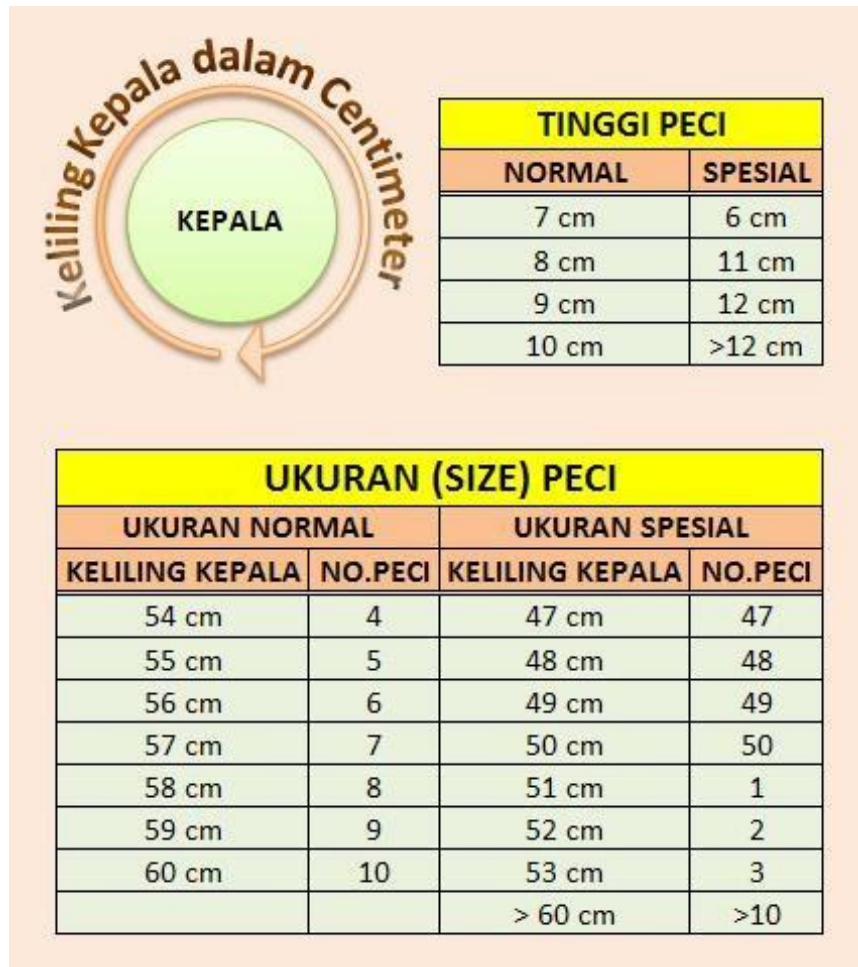 Keliling Kepala dalam Centimeter
KEPALA
TINGGI PECI
NORMAL SPESIAL
7 cm 6 cm
8 cm 11 cm
9 cm 12 cm
10 cm >12 cm
UKURAN (SIZE) PECI
UKURAN NORMAL UKURAN SPESIAL
KELILING KEPALA NO.PECI KELILING KEPALA NO.PECI
54 cm 4 47 cm 47
55 cm 5 48 cm 48
56 cm 6 49 cm 49
57 cm 7 50 cm 50
58 cm 8 51 cm 1
59 cm 9 52 cm 2
60 cm 10 53 cm 3
> 60 cm >10